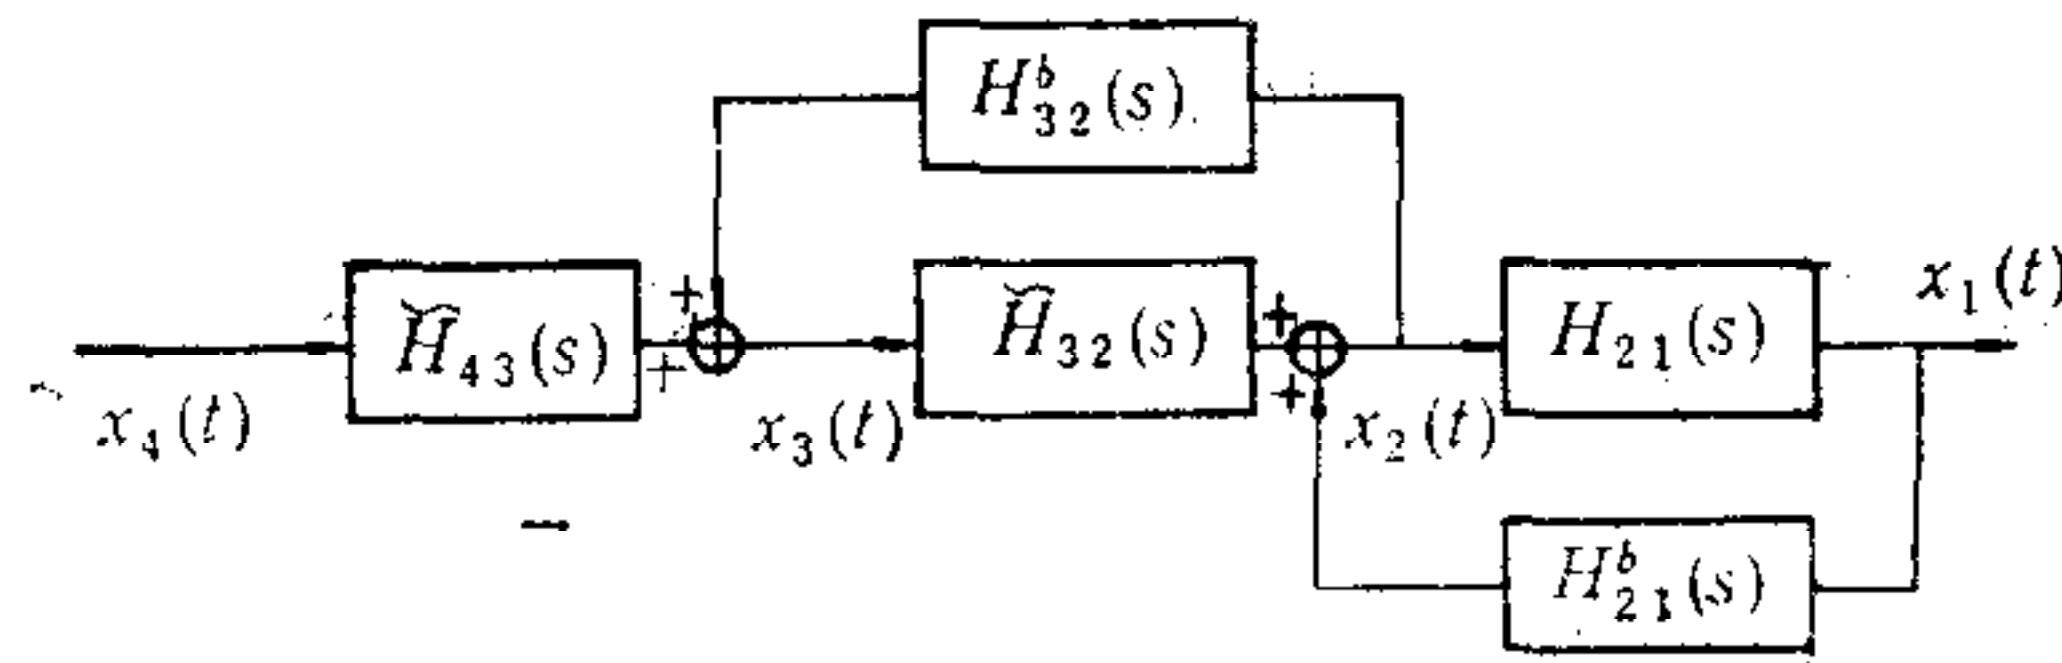 H^b_{32}(s)
H̃_{43}(s)
H̃_{32}(s)
H_{21}(s)
x_1(t)
+
+
+
+
x_4(t)
x_3(t)
x_2(t)
H^b_{21}(s)